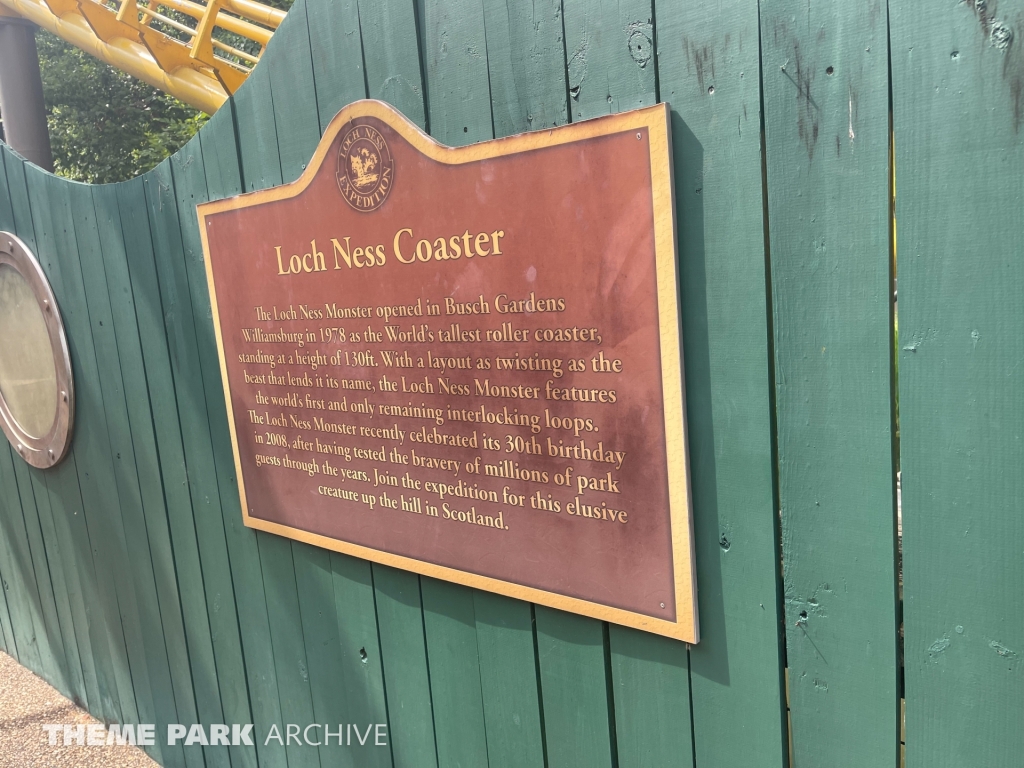 LOCH NESS
EXPEDITION
Loch Ness Coaster
The Loch Ness Monster opened in Busch Gardens
Williamsburg in 1978 as the World's tallest roller coaster,
standing at a height of 130ft. With a layout as twisting as the
beast that lends it its name, the Loch Ness Monster features
the world's first and only remaining interlocking loops.
The Loch Ness Monster recently celebrated its 30th birthday
in 2008, after having tested the bravery of millions of park
guests through the years. Join the expedition for this elusive
creature up the hill in Scotland.
THEME PARK ARCHIVE